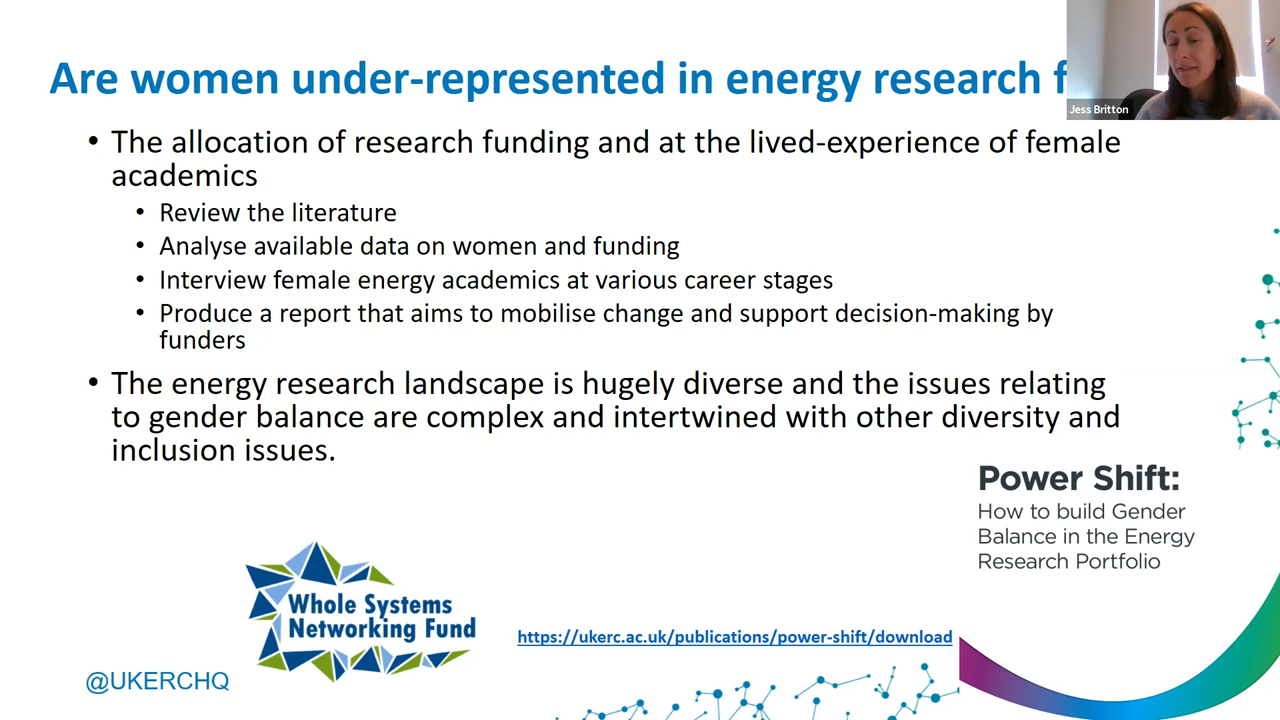 Are women under-represented in energy research f
Jess Britton
• The allocation of research funding and at the lived-experience of female
academics
• Review the literature
• Analyse available data on women and funding
• Interview female energy academics at various career stages
• Produce a report that aims to mobilise change and support decision-making by
funders
• The energy research landscape is hugely diverse and the issues relating
to gender balance are complex and intertwined with other diversity and
inclusion issues.
Power Shift:
How to build Gender
Balance in the Energy
Research Portfolio
Whole Systems
Networking Fund
https://ukerc.ac.uk/publications/power-shift/download
@UKERCHQ